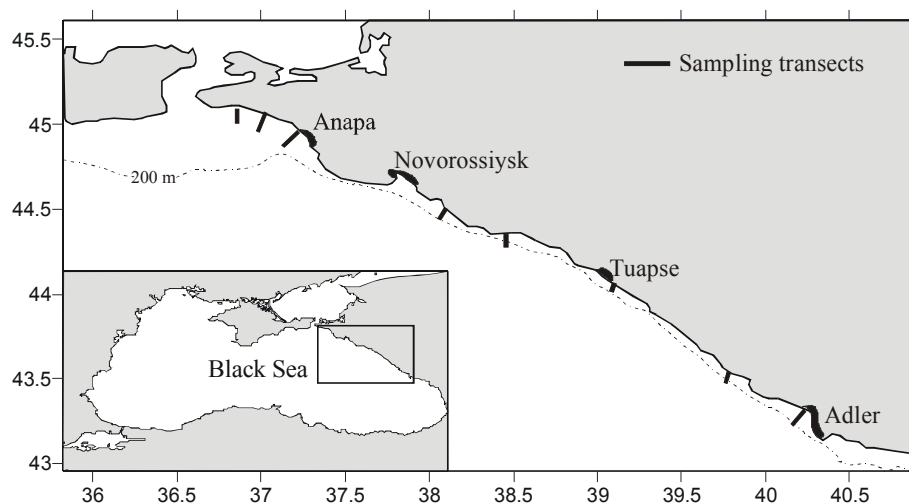 45.5
Sampling transects
45
Anapa
Novorossiysk
200 m
44.5
Tuapse
44
Black Sea
43.5
Adler
43
36 36.5 37 37.5 38 38.5 39 39.5 40 40.5